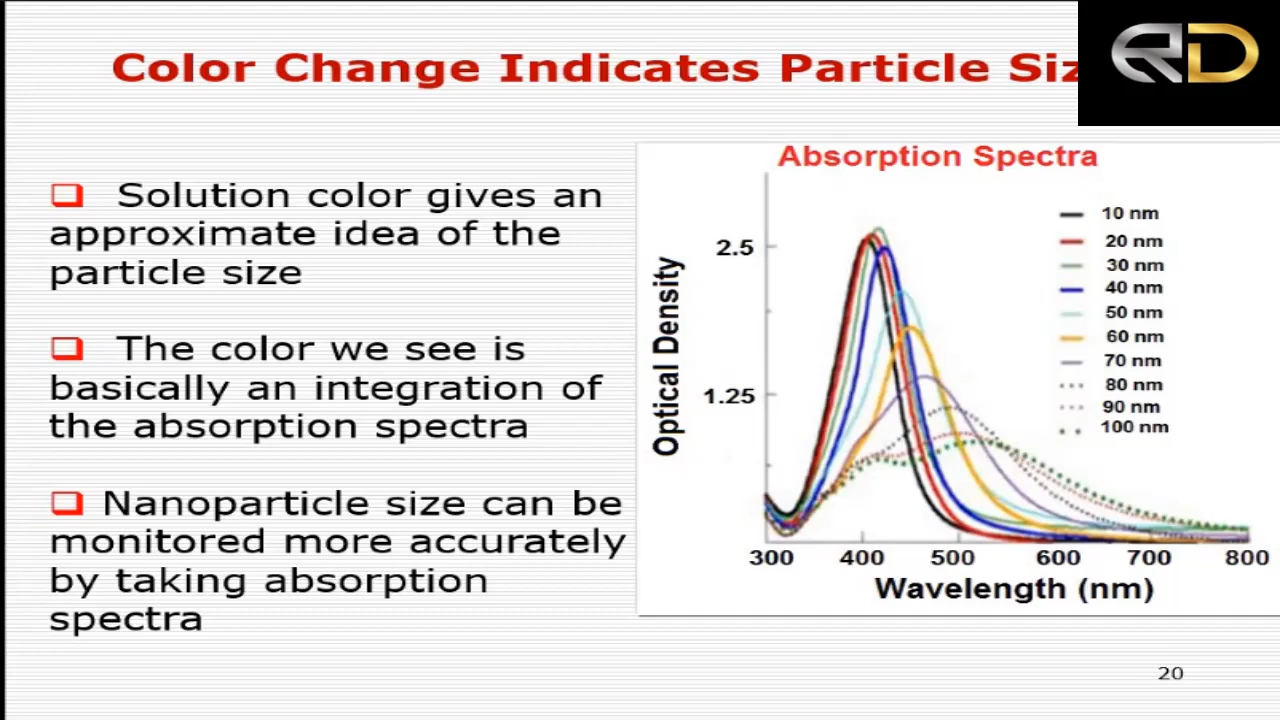 Color Change Indicates Particle
RD
Solution color gives an
approximate idea of the
particle size
The color we see is
basically an integration of
the absorption spectra
Nanoparticle size can be
monitored more accurately
by taking absorption
spectra
Absorption Spectra
Optical Density
2.5
1.25
10 nm
20 nm
30 nm
40 nm
50 nm
60 nm
70 nm
80 nm
90 nm
100 nm
300 400 500 600 700 800
Wavelength (nm)
20